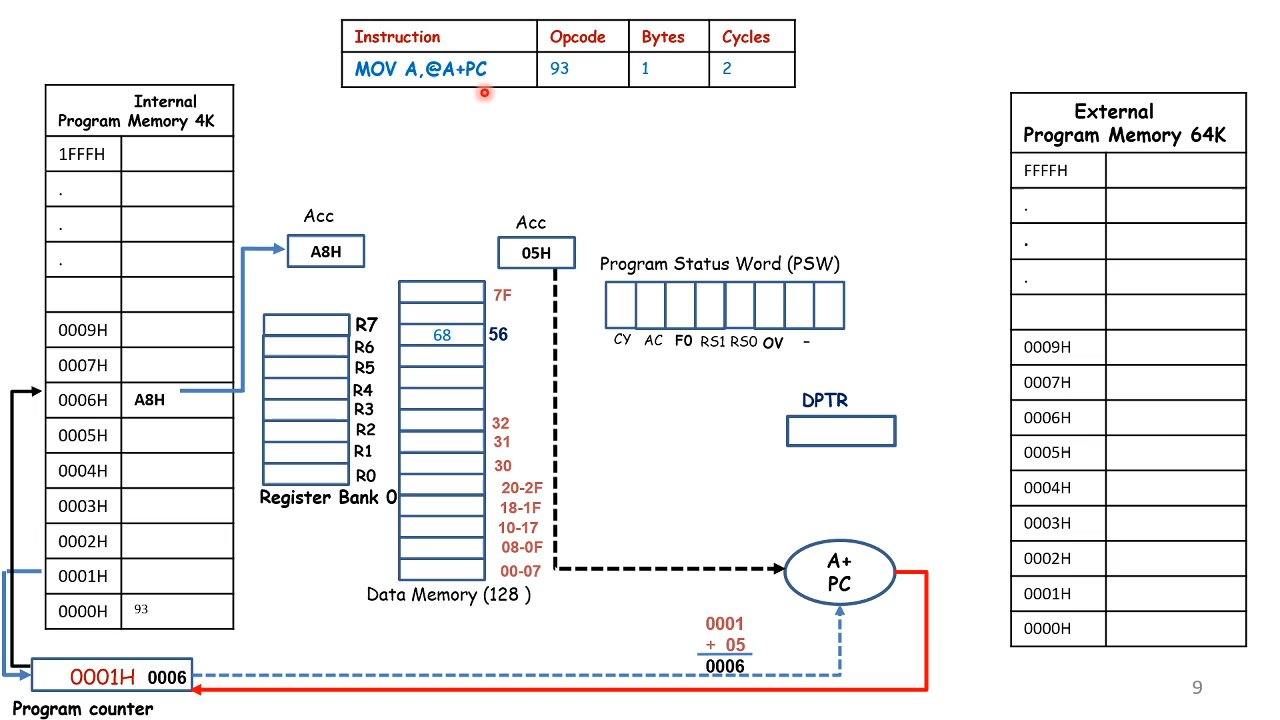 Instruction Opcode Bytes Cycles
MOV A,@A+PC 93 1 2
Internal
Program Memory 4K
1FFFH
.
.
.
0009H
0007H
0006H A8H
0005H
0004H
0003H
0002H
0001H
0000H 93
0001H 0006
Program counter
Acc
A8H
R7
R6
R5
R4
R3
R2
R1
R0
Register Bank 0
7F
68 56
32
31
30
20-2F
18-1F
10-17
08-0F
00-07
Data Memory (128 )
Acc
05H
Program Status Word (PSW)
CY AC F0 RS1 RS0 OV -
DPTR
A+
PC
0001
+ 05
0006
External
Program Memory 64K
FFFFH
.
.
.
0009H
0007H
0006H
0005H
0004H
0003H
0002H
0001H
0000H
9